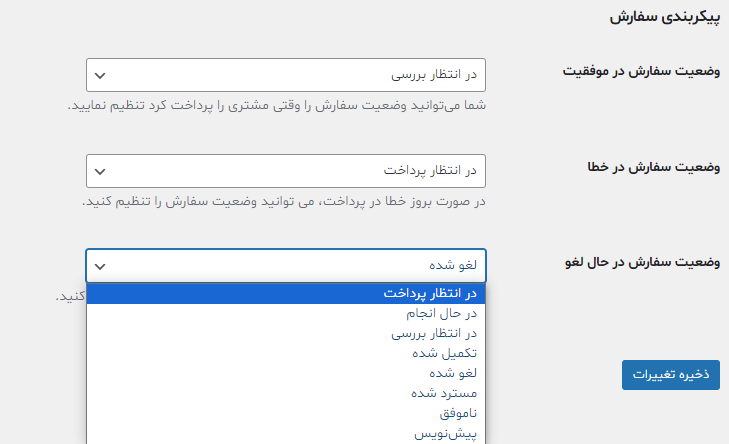 پیکربندی سفارش
وضعیت سفارش در موفقیت
در انتظار بررسی
شما می‌توانید وضعیت سفارش را وقتی مشتری را پرداخت کرد تنظیم نمایید.
وضعیت سفارش در خطا
در انتظار پرداخت
در صورت بروز خطا در پرداخت، می توانید وضعیت سفارش را تنظیم کنید.
وضعیت سفارش در حال لغو
لغو شده
کنید.
در انتظار پرداخت
در حال انجام
در انتظار بررسی
تکمیل شده
لغو شده
مسترد شده
ناموفق
پیش‌نویس
ذخیره تغییرات